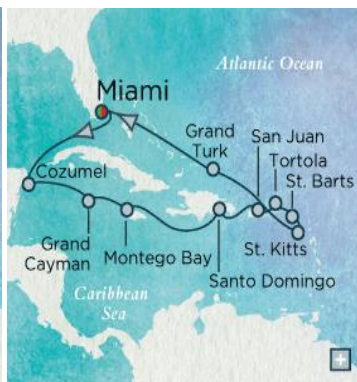 Atlantic Ocean
Miami
Grand
Turk
San Juan
Tortola
St. Barts
Cozumel
Grand
Cayman
Montego Bay
St. Kitts
Santo Domingo
Caribbean
Sea